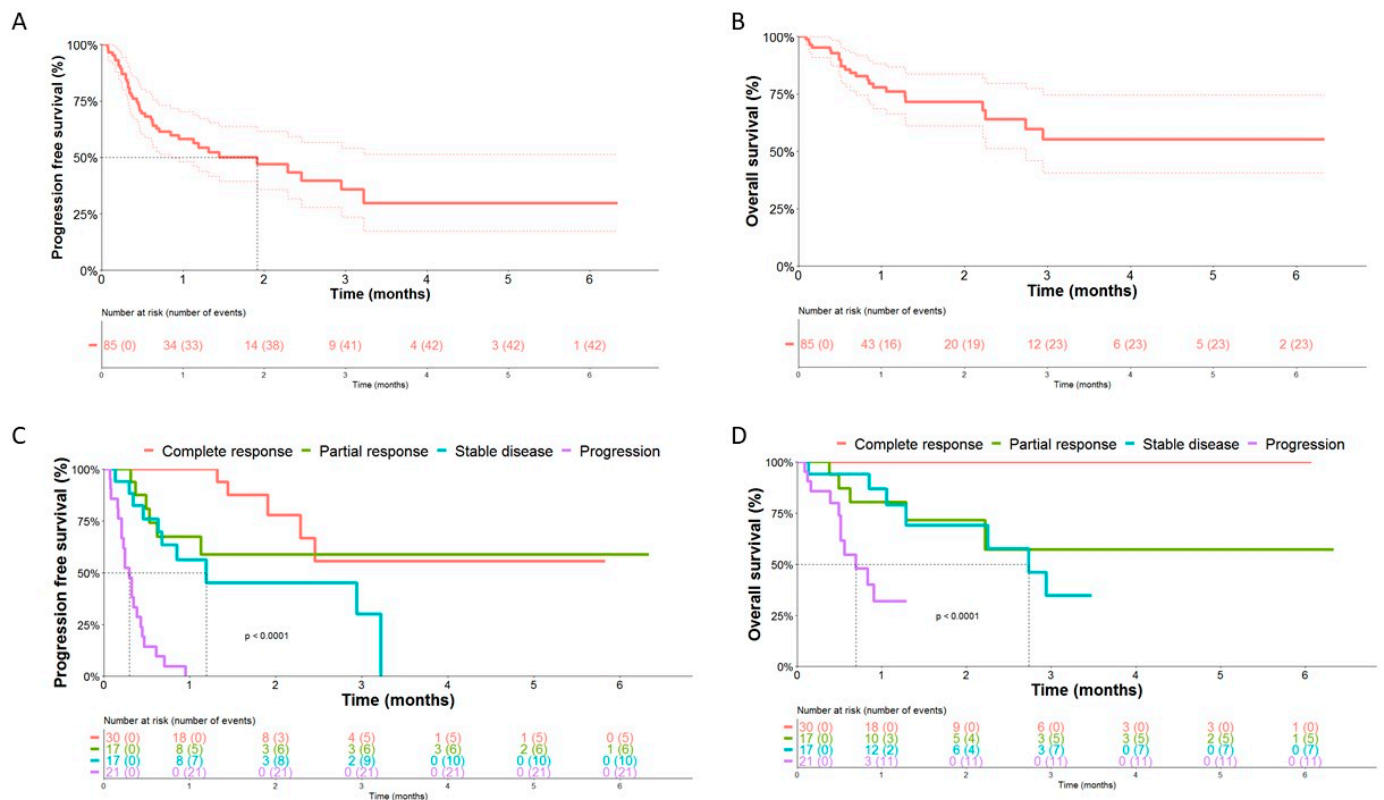 A
Progression free survival (%)
100%
75%
50%
25%
0%
0 1 2 3 4 5 6
Time (months)
Number at risk (number of events)
85 (0) 34 (33) 14 (38) 9 (41) 4 (42) 3 (42) 1 (42)
0 1 2 3 4 5 6
Time (months)
B
Overall survival (%)
100%
75%
50%
25%
0%
0 1 2 3 4 5 6
Time (months)
Number at risk (number of events)
85 (0) 43 (16) 20 (19) 12 (23) 6 (23) 5 (23) 2 (23)
0 1 2 3 4 5 6
Time (months)
C
Complete response Partial response Stable disease Progression
Progression free survival (%)
100%
75%
50%
25%
0%
p < 0.0001
0 1 2 3 4 5 6
Time (months)
Number at risk (number of events)
30 (0) 18 (0) 8 (3) 4 (5) 1 (5) 1 (5) 0 (5)
17 (0) 8 (5) 3 (6) 3 (6) 3 (6) 2 (6) 1 (6)
17 (0) 8 (7) 3 (8) 2 (9) 0 (10) 0 (10) 0 (10)
21 (0) 0 (21) 0 (21) 0 (21) 0 (21) 0 (21) 0 (21)
0 1 2 3 4 5 6
Time (months)
D
Complete response Partial response Stable disease Progression
Overall survival (%)
100%
75%
50%
25%
0%
p < 0.0001
0 1 2 3 4 5 6
Time (months)
Number at risk (number of events)
30 (0) 18 (0) 9 (0) 6 (0) 3 (0) 3 (0) 1 (0)
17 (0) 10 (3) 5 (4) 3 (5) 3 (5) 2 (5) 1 (5)
17 (0) 12 (2) 6 (4) 3 (7) 0 (7) 0 (7) 0 (7)
21 (0) 3 (11) 0 (11) 0 (11) 0 (11) 0 (11) 0 (11)
0 1 2 3 4 5 6
Time (months)